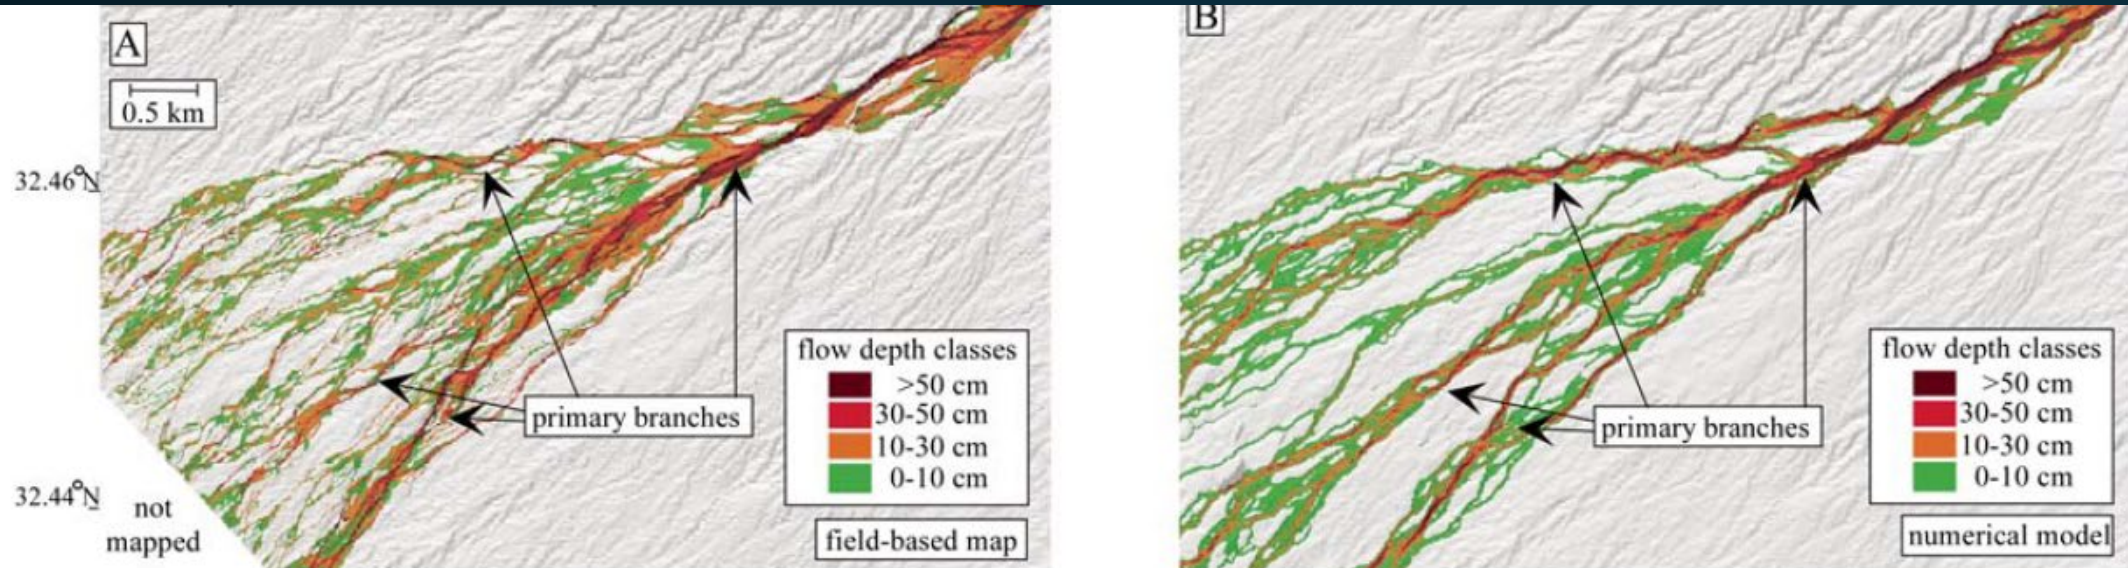 A
0.5 km
32.46°N
32.44°N
not
mapped
primary branches
flow depth classes
>50 cm
30-50 cm
10-30 cm
0-10 cm
field-based map
B
primary branches
flow depth classes
>50 cm
30-50 cm
10-30 cm
0-10 cm
numerical model